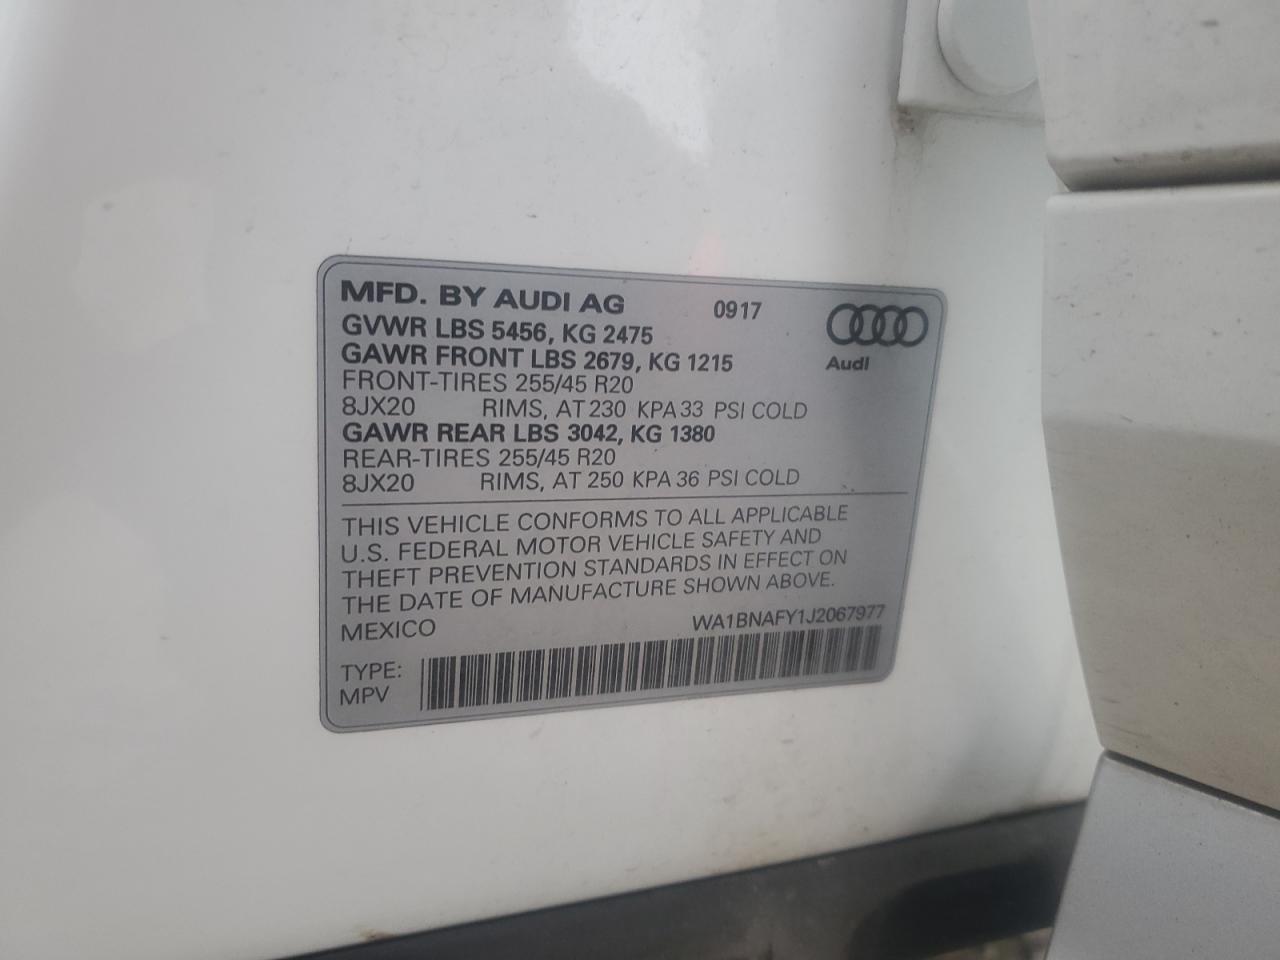 MFD. BY AUDI AG 0917
GVWR LBS 5456, KG 2475
GAWR FRONT LBS 2679, KG 1215
Audi
FRONT-TIRES 255/45 R20
8JX20 RIMS, AT 230 KPA 33 PSI COLD
GAWR REAR LBS 3042, KG 1380
REAR-TIRES 255/45 R20
8JX20 RIMS, AT 250 KPA 36 PSI COLD
THIS VEHICLE CONFORMS TO ALL APPLICABLE
U.S. FEDERAL MOTOR VEHICLE SAFETY AND
THEFT PREVENTION STANDARDS IN EFFECT ON
THE DATE OF MANUFACTURE SHOWN ABOVE.
MEXICO WA1BNAFY1J2067977
TYPE:
MPV